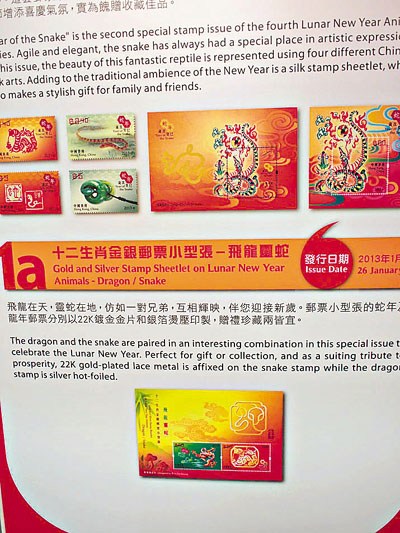 增添喜慶氣氛,實為餽贈收藏佳品。
ar of the Snake" is the second special stamp issue of the fourth Lunar New Year Ani
ies. Agile and elegant, the snake has always had a special place in artistic expressio
his issue, the beauty of this fantastic reptile is represented using four different Chin
k arts. Adding to the traditional ambience of the New Year is a silk stamp sheetlet, wh
o makes a stylish gift for family and friends.
1a
十二生肖金銀郵票小型張 – 飛龍靈蛇
Gold and Silver Stamp Sheetlet on Lunar New Year
Animals - Dragon / Snake
發行日期
Issue Date
2013年1月
26 January
飛龍在天,靈蛇在地,仿如一對兄弟,互相輝映,伴您迎接新歲。郵票小型張的蛇年及
龍年郵票分別以22K鍍金金片和銀箔燙壓印製,贈禮珍藏兩皆宜。
The dragon and the snake are paired in an interesting combination in this special issue t
celebrate the Lunar New Year. Perfect for gift or collection, and as a suiting tribute t
prosperity, 22K gold-plated lace metal is affixed on the snake stamp while the dragon
stamp is silver hot-foiled.